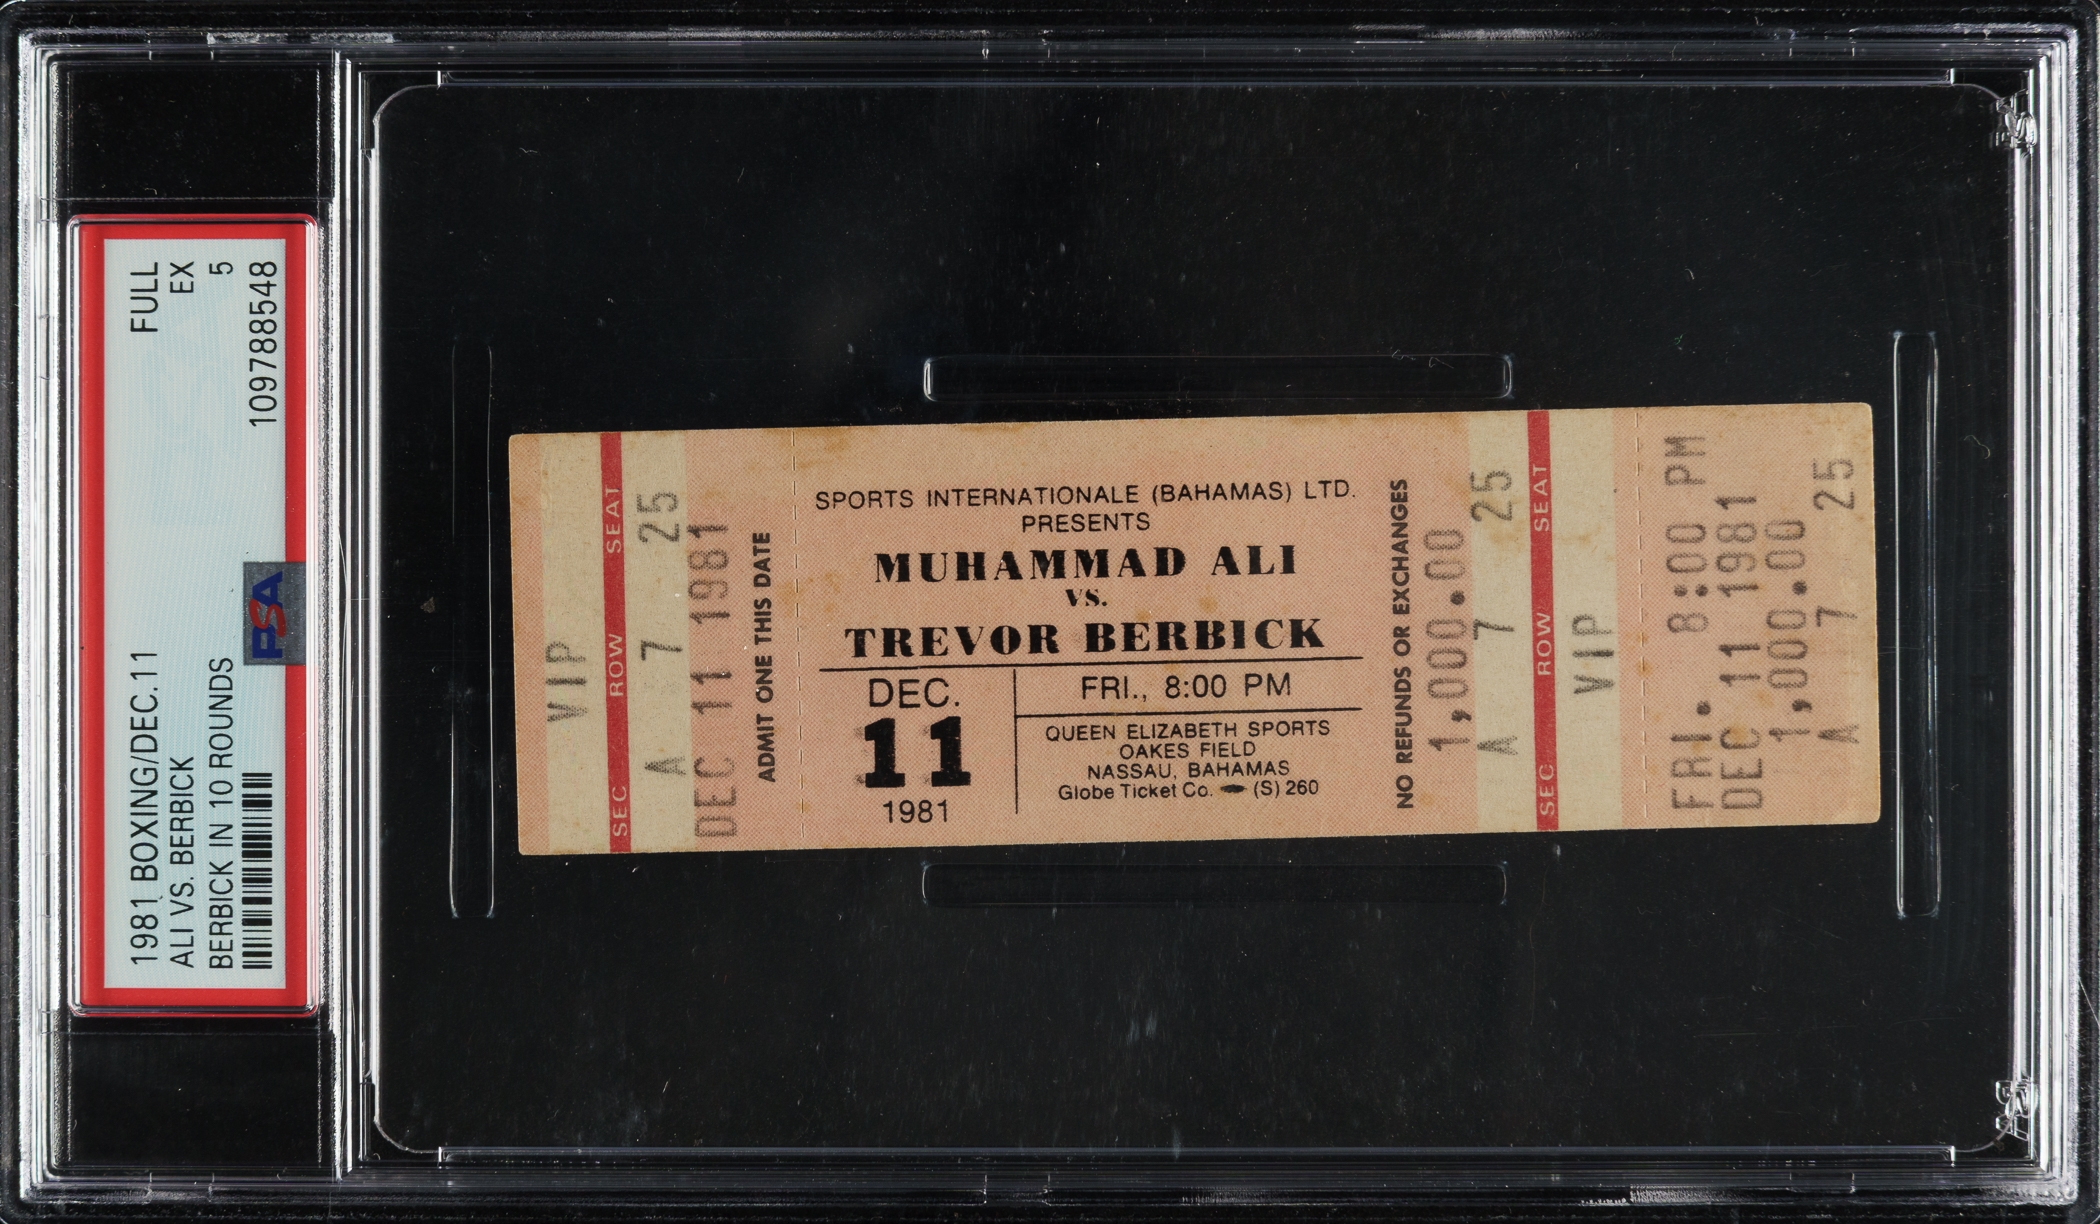 1981 BOXING/DEC.11 FULL
ALI VS. BERBICK EX
BERBICK IN 10 ROUNDS 5
109788548
PSA
VIP
SEC ROW SEAT
A 7 25
DEC 11 1981
ADMIT ONE THIS DATE
SPORTS INTERNATIONALE (BAHAMAS) LTD.
PRESENTS
MUHAMMAD ALI
VS.
TREVOR BERBICK
DEC.
11
1981
FRI., 8:00 PM
QUEEN ELIZABETH SPORTS
OAKES FIELD
NASSAU, BAHAMAS
Globe Ticket Co. (S) 260
NO REFUNDS OR EXCHANGES
1,000.00
A 7 25
SEC ROW SEAT
VIP
FRI. 8:00 PM
DEC 11 1981
1,000.00
A 7 25